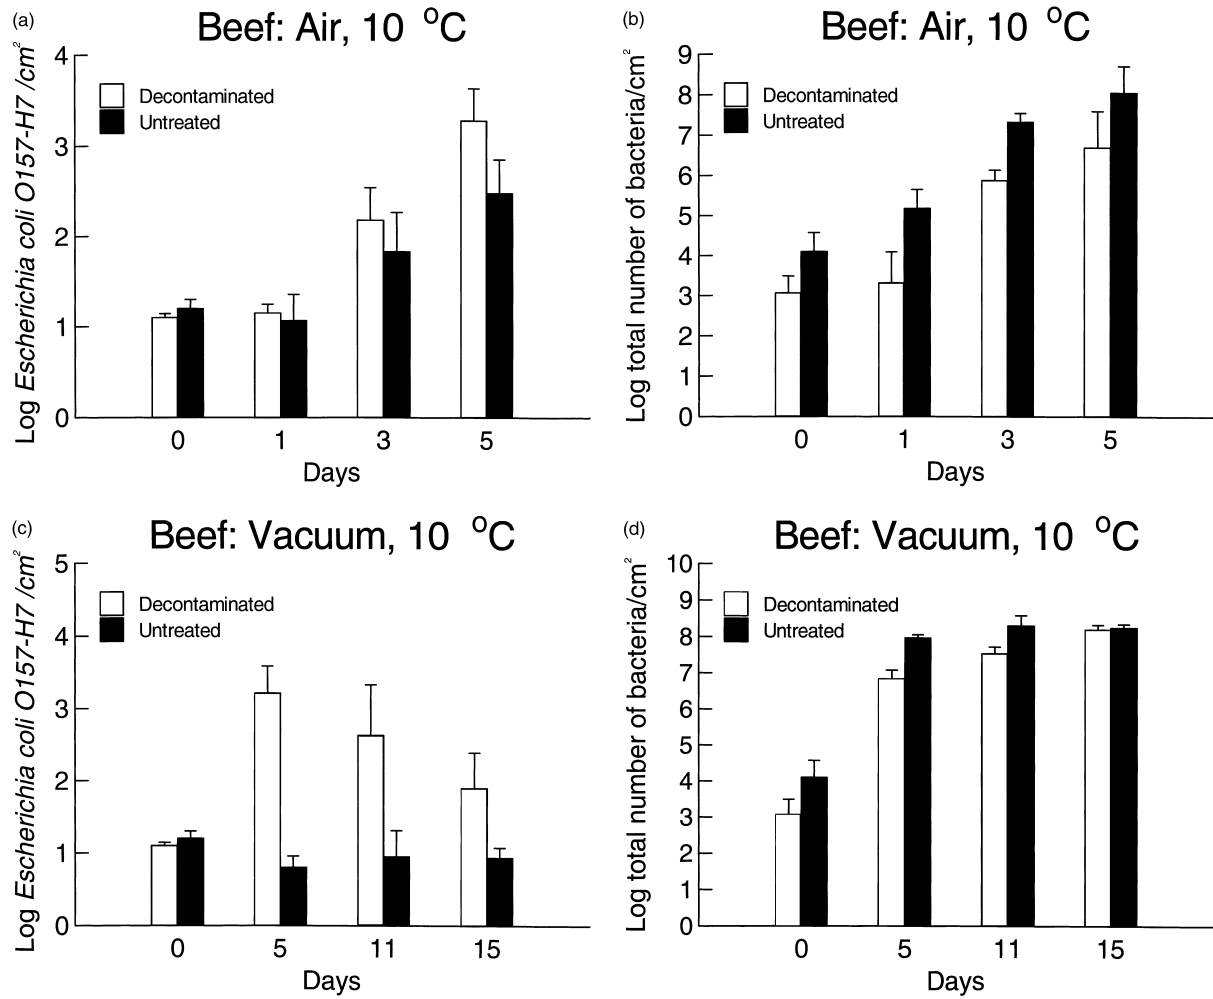 (a)
Beef: Air, 10 ºC
Log Escherichia coli O157-H7 /cm²
4
3
2
1
0
Decontaminated
Untreated
0 1 3 5
Days
(b)
Beef: Air, 10 ºC
Log total number of bacteria/cm²
9
8
7
6
5
4
3
2
1
0
Decontaminated
Untreated
0 1 3 5
Days
(c)
Beef: Vacuum, 10 ºC
Log Escherichia coli O157-H7 /cm²
5
4
3
2
1
0
Decontaminated
Untreated
0 5 11 15
Days
(d)
Beef: Vacuum, 10 ºC
Log total number of bacteria/cm²
10
9
8
7
6
5
4
3
2
1
0
Decontaminated
Untreated
0 5 11 15
Days